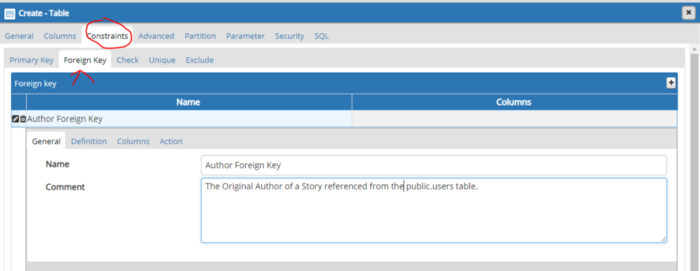 Create - Table
General Columns Constraints Advanced Partition Parameter Security SQL
Primary Key Foreign Key Check Unique Exclude
Foreign key
Name Columns
Author Foreign Key
General Definition Columns Action
Name Author Foreign Key
Comment The Original Author of a Story referenced from the public.users table.